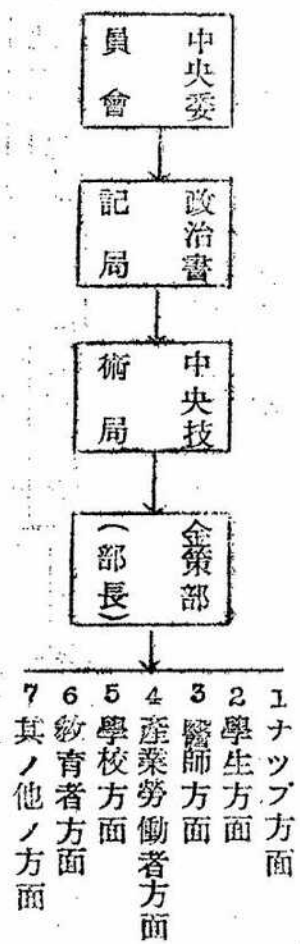 中央委
員會
政治書
記局
中央技
術局
金策部
(部長)
1ナップ方面
2學生方面
3醫師方面
4產業勞働者方面
5學校方面
6敎育者方面
7其ノ他ノ方面